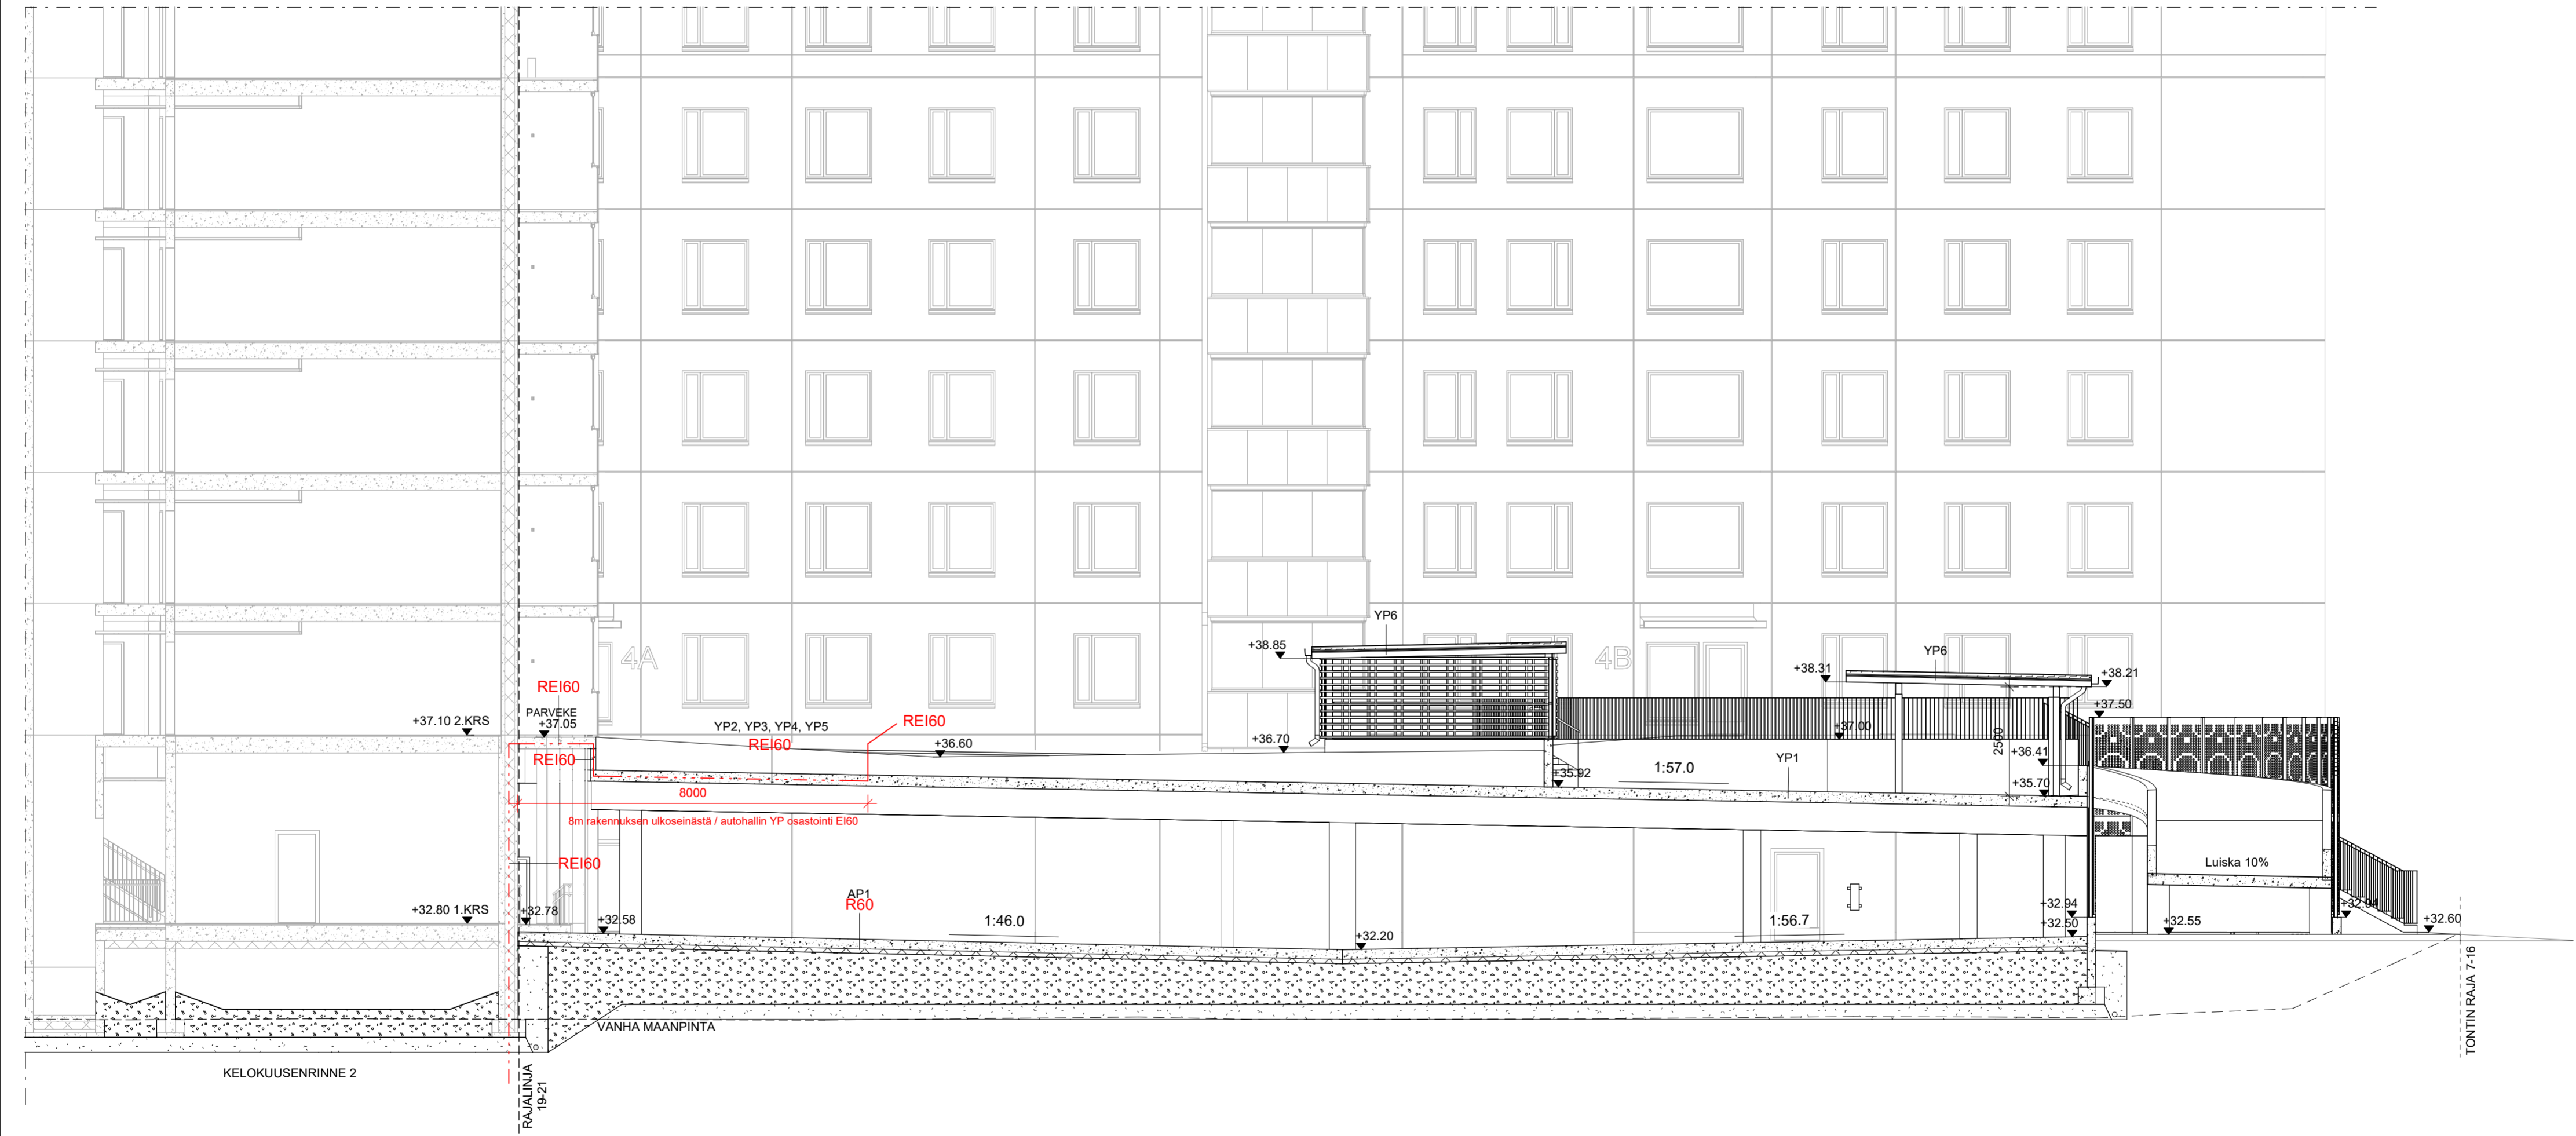 YP6
+38.85
4A
4B
YP6
+38.31
+38.21
REI60
PARVEKE
+37.05
+37.10 2.KRS
YP2, YP3, YP4, YP5
REI60
REI60
+37.50
+37.00
+36.70
+36.60
2500
+36.41
REI60
YP1
1:57.0
+35.92
+35.70
8000
8m rakennuksen ulkoseinästä / autohallin YP osastointi EI60
REI60
Luiska 10%
AP1
R60
+32.80 1.KRS
+32.78
+32.58
1:46.0
1:56.7
+32.94
+32.50
+32.55
+32.94
+32.60
+32.20
VANHA MAANPINTA
KELOKUUSENRINNE 2
RAJALINJA
19-21
TONTIN RAJA 7-16